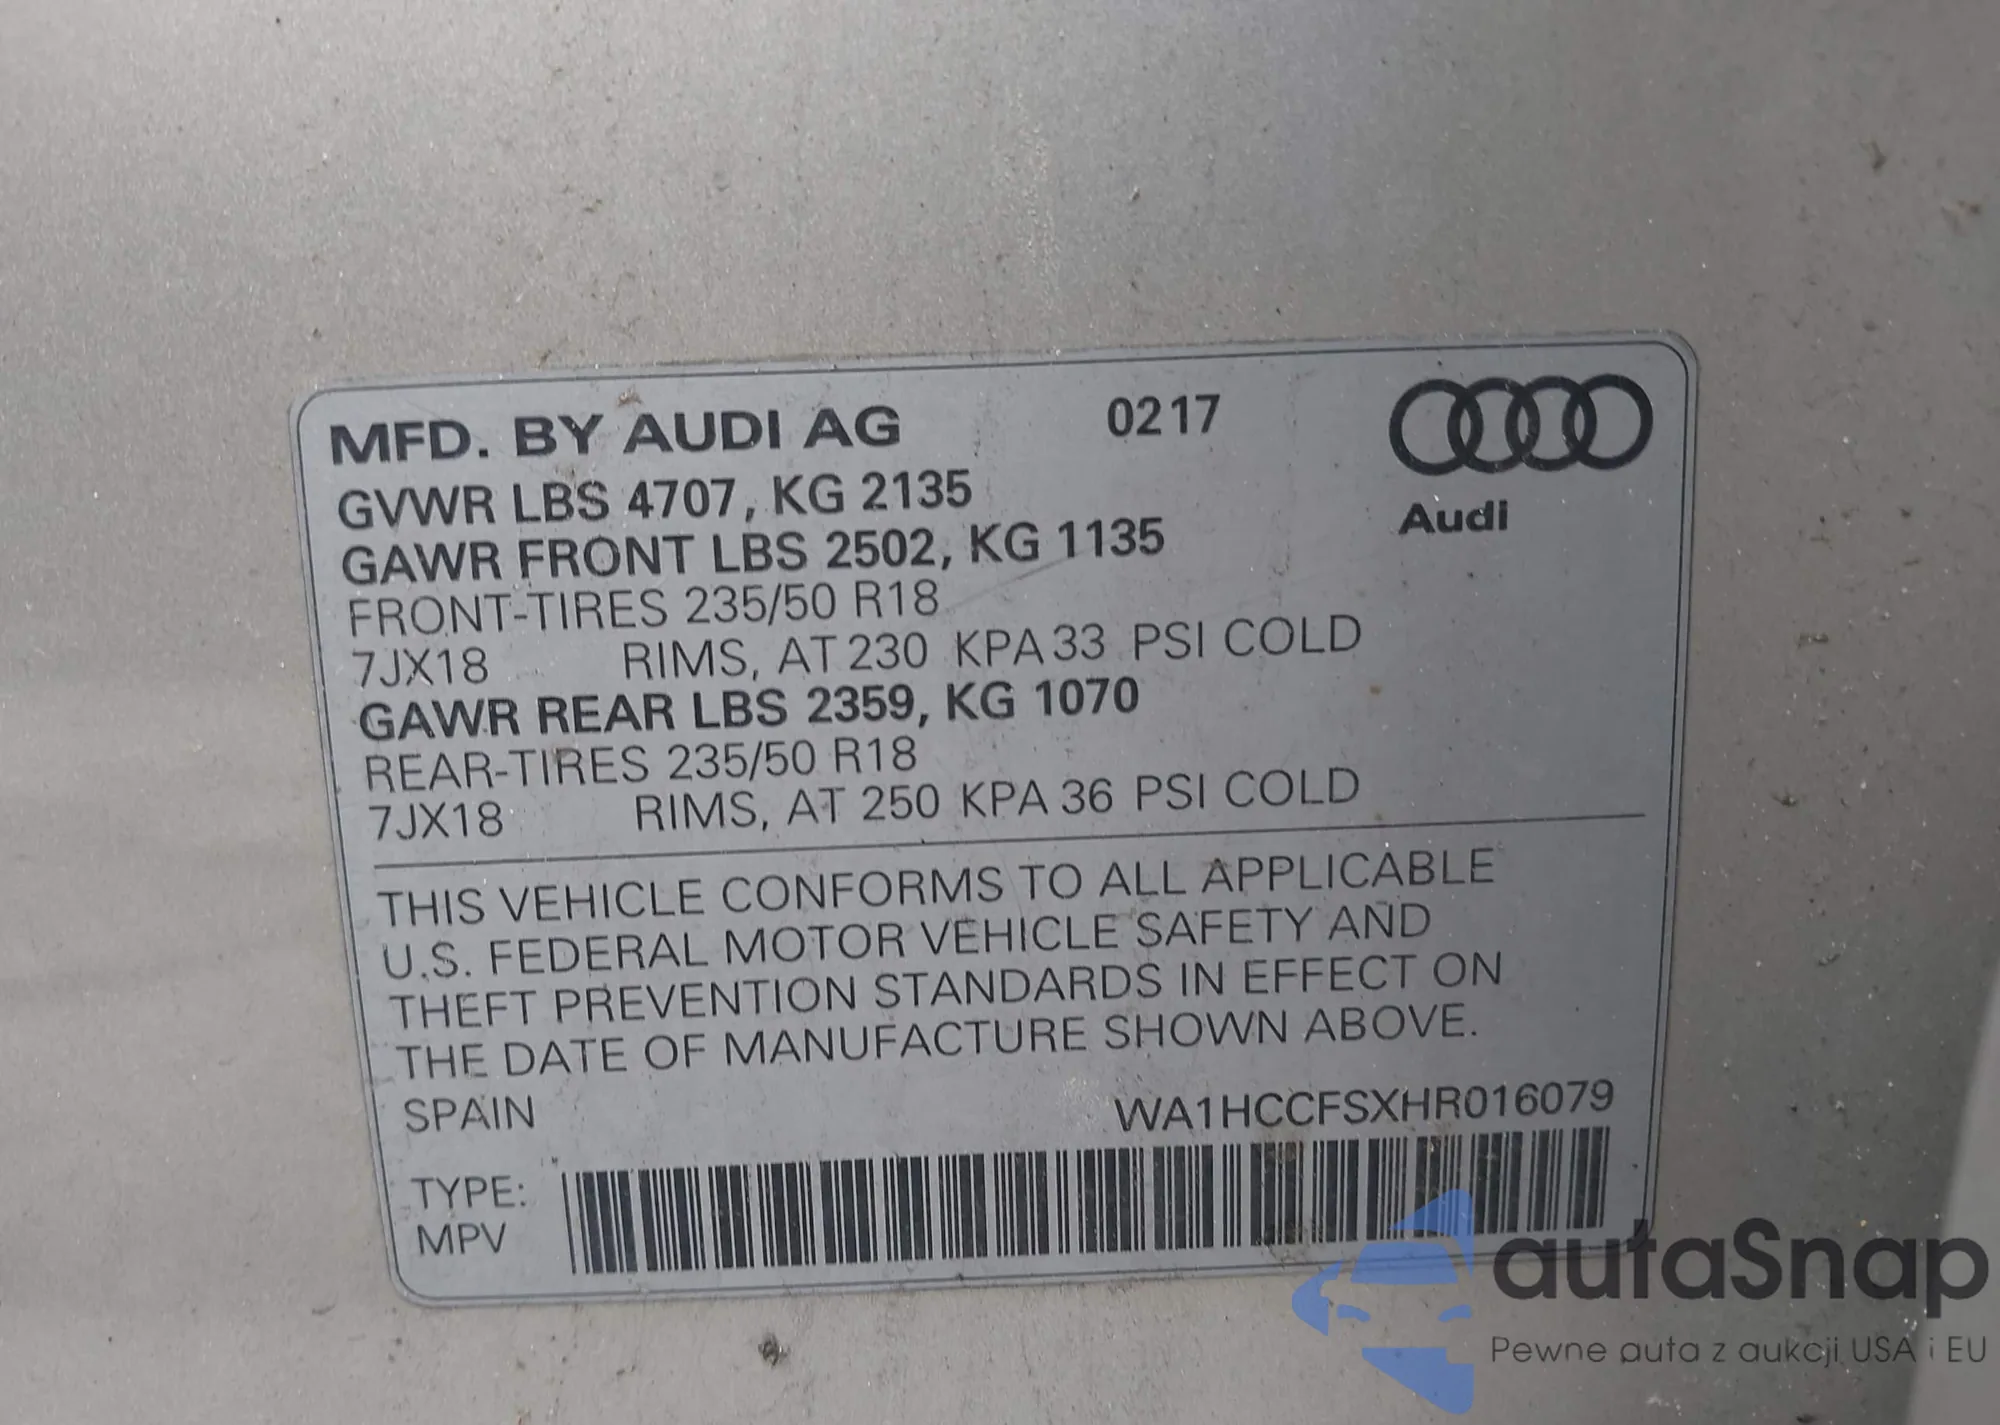 MFD. BY AUDI AG 0217
GVWR LBS 4707, KG 2135
Audi
GAWR FRONT LBS 2502, KG 1135
FRONT-TIRES 235/50 R18
7JX18 RIMS, AT 230 KPA 33 PSI COLD
GAWR REAR LBS 2359, KG 1070
REAR-TIRES 235/50 R18
7JX18 RIMS, AT 250 KPA 36 PSI COLD
THIS VEHICLE CONFORMS TO ALL APPLICABLE
U.S. FEDERAL MOTOR VEHICLE SAFETY AND
THEFT PREVENTION STANDARDS IN EFFECT ON
THE DATE OF MANUFACTURE SHOWN ABOVE.
SPAIN WA1HCCFSXHR016079
TYPE:
MPV
autaSnap
Pewne auta z aukcji USA i EU